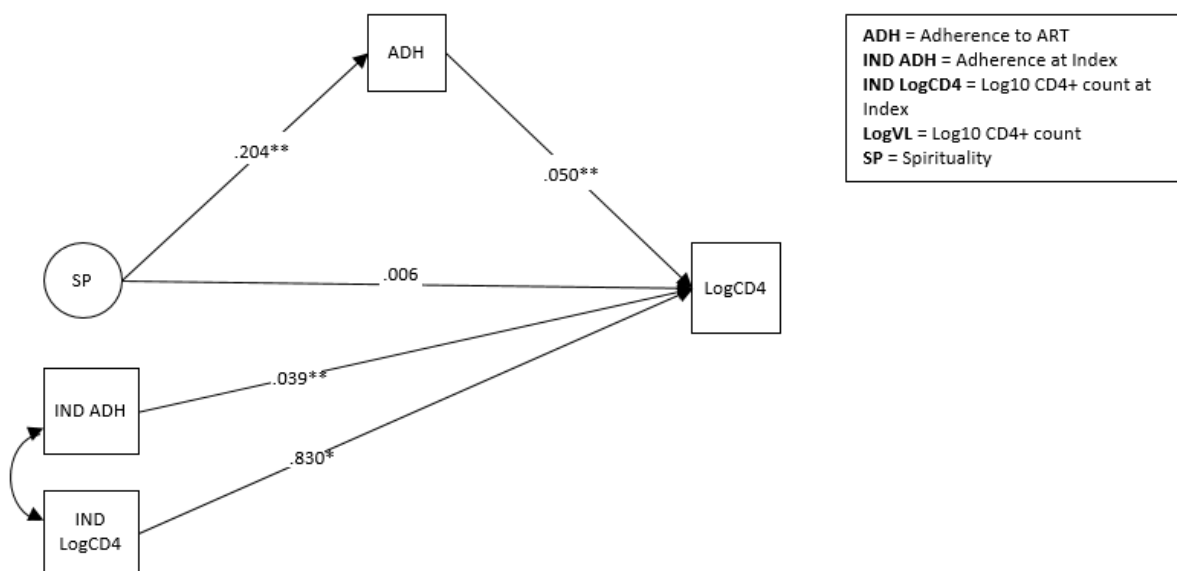 ADH
ADH = Adherence to ART
IND ADH = Adherence at Index
IND LogCD4 = Log10 CD4+ count at
Index
LogVL = Log10 CD4+ count
SP = Spirituality
.204**
.050**
SP
.006
LogCD4
.039**
IND ADH
.830*
IND
LogCD4